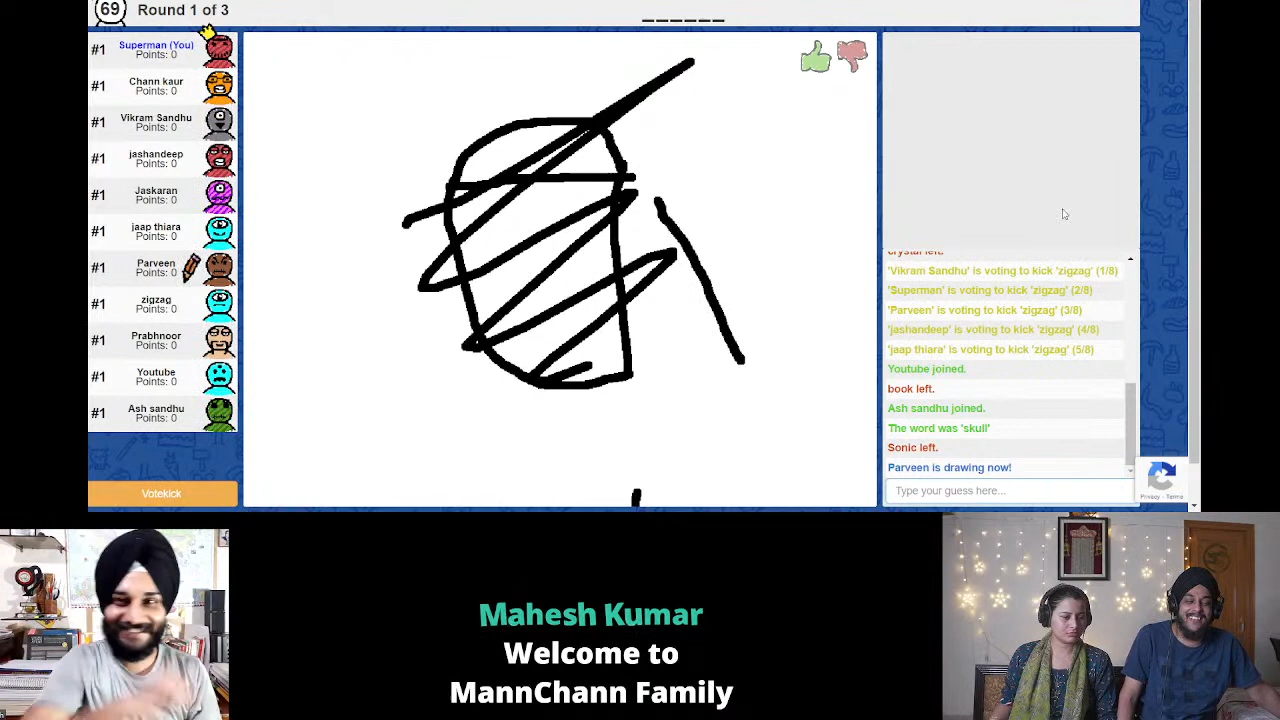 69
Round 1 of 3
_ _ _ _ _ _
#1 Superman (You)
Points: 0
#1 Chann kaur
Points: 0
#1 Vikram Sandhu
Points: 0
#1 jashandeep
Points: 0
#1 Jaskaran
Points: 0
#1 jaap thiara
Points: 0
#1 Parveen
Points: 0
#1 zigzag
Points: 0
#1 Prabhnoor
Points: 0
#1 Youtube
Points: 0
#1 Ash sandhu
Points: 0
Votekick
crystal left.
'Vikram Sandhu' is voting to kick 'zigzag' (1/8)
'Superman' is voting to kick 'zigzag' (2/8)
'Parveen' is voting to kick 'zigzag' (3/8)
'jashandeep' is voting to kick 'zigzag' (4/8)
'jaap thiara' is voting to kick 'zigzag' (5/8)
Youtube joined.
book left.
Ash sandhu joined.
The word was 'skull'
Sonic left.
Parveen is drawing now!
Type your guess here...
Privacy - Terms
Mahesh Kumar
Welcome to
MannChann Family